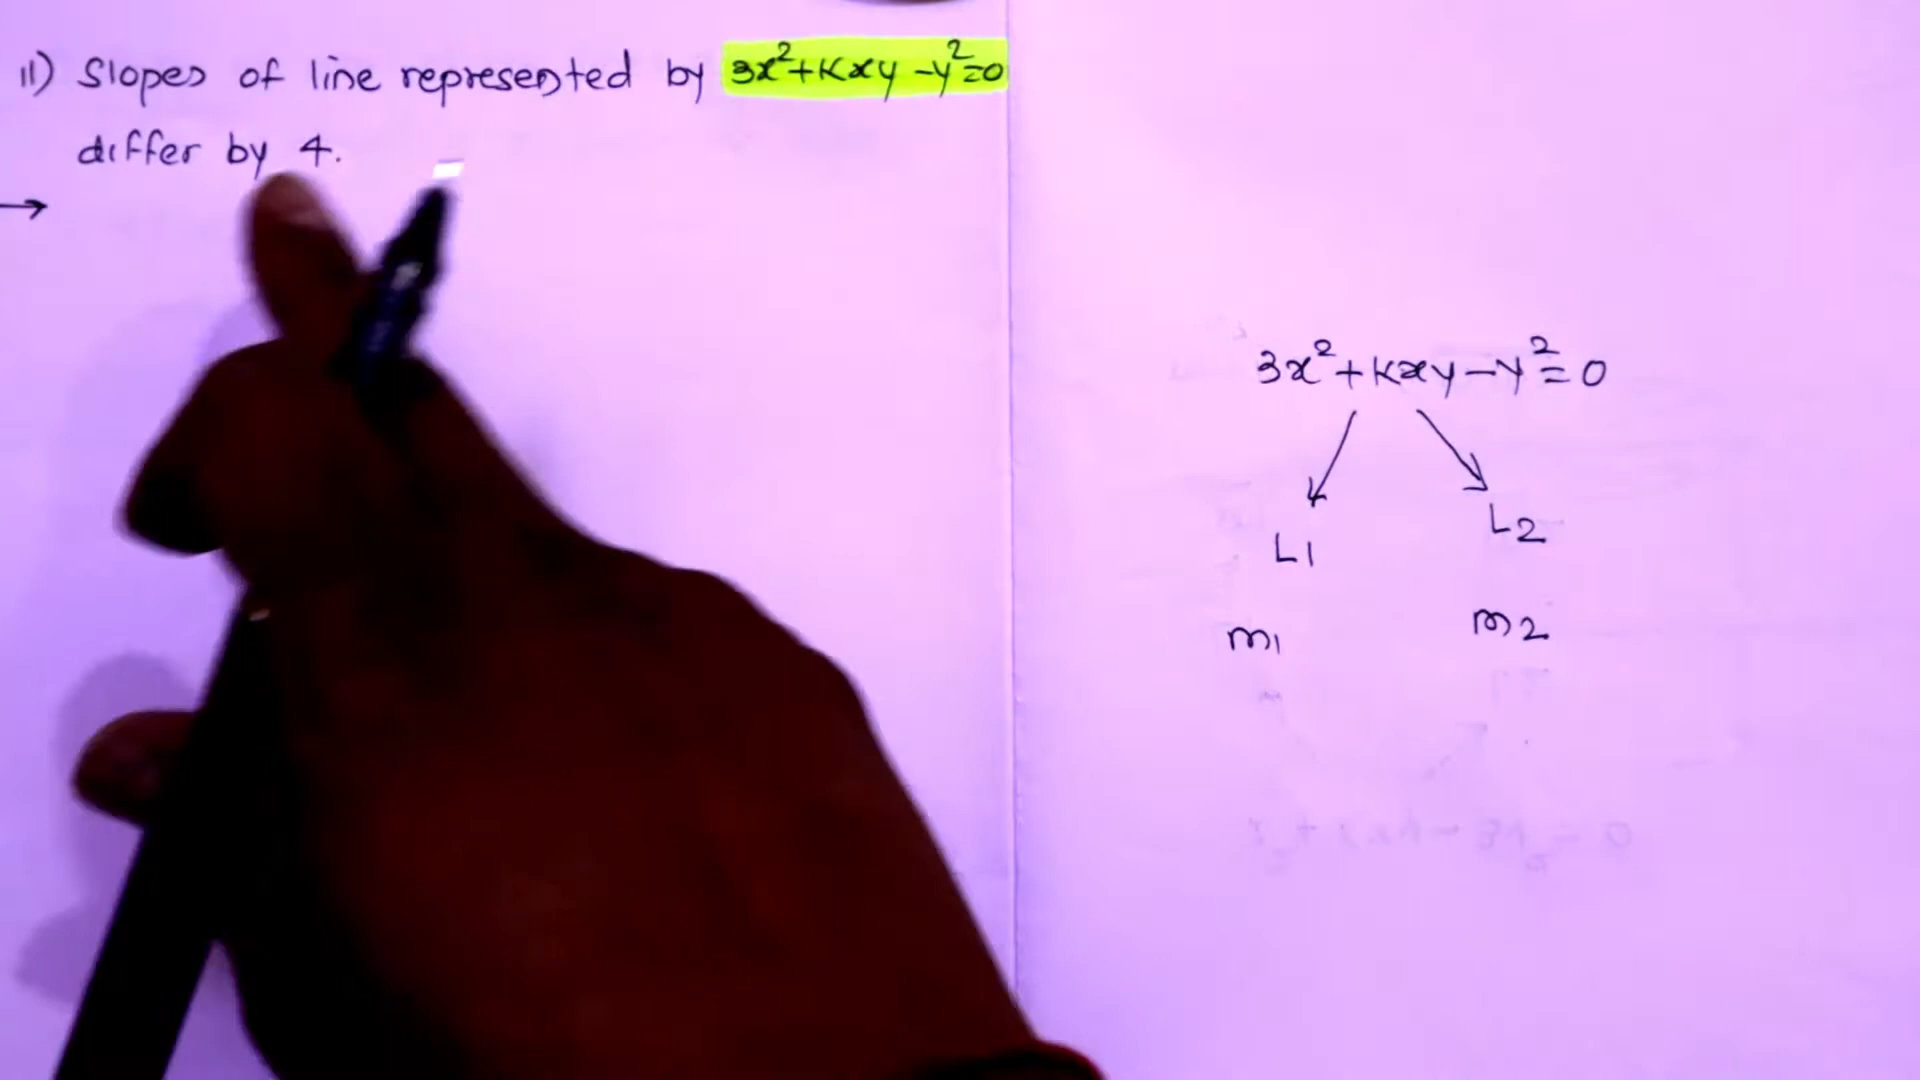 11) Slopes of line represented by 3x²+Kxy-y²=0
differ by 4.
→
3x²+Kxy-y²=0
L1 L2
m1 m2